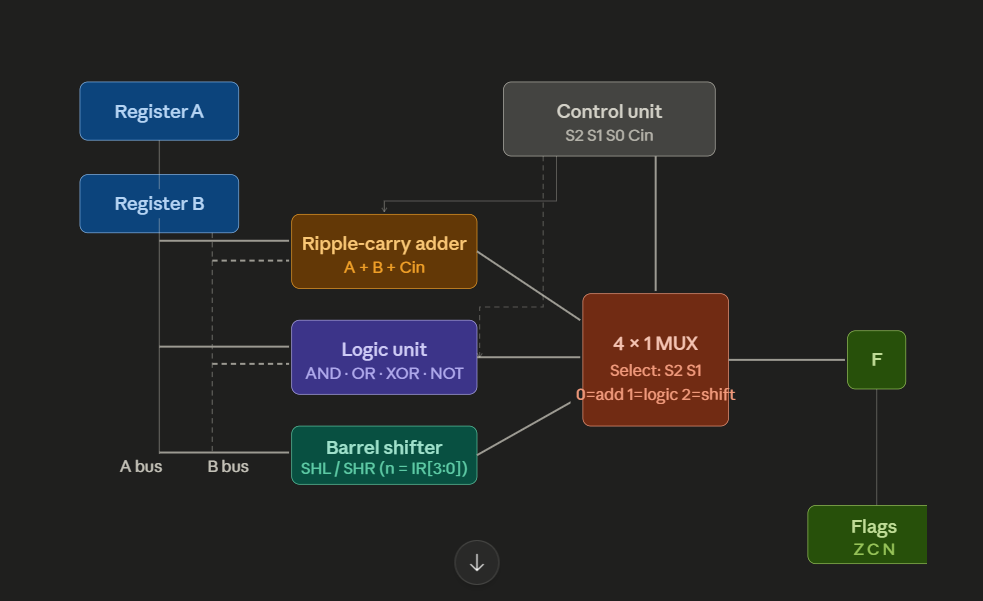 Register A
Control unit
S2 S1 S0 Cin
Register B
Ripple-carry adder
A + B + Cin
Logic unit
AND · OR · XOR · NOT
4 × 1 MUX
Select: S2 S1
0=add 1=logic 2=shift
F
Barrel shifter
SHL / SHR (n = IR[3:0])
A bus
B bus
Flags
Z C N